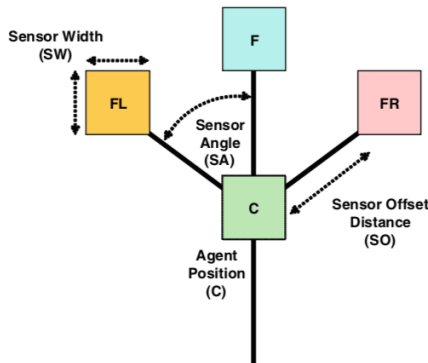 Sensor Width
(SW)
F
FL
FR
Sensor
Angle
(SA)
C
Sensor Offset
Distance
(SO)
Agent
Position
(C)